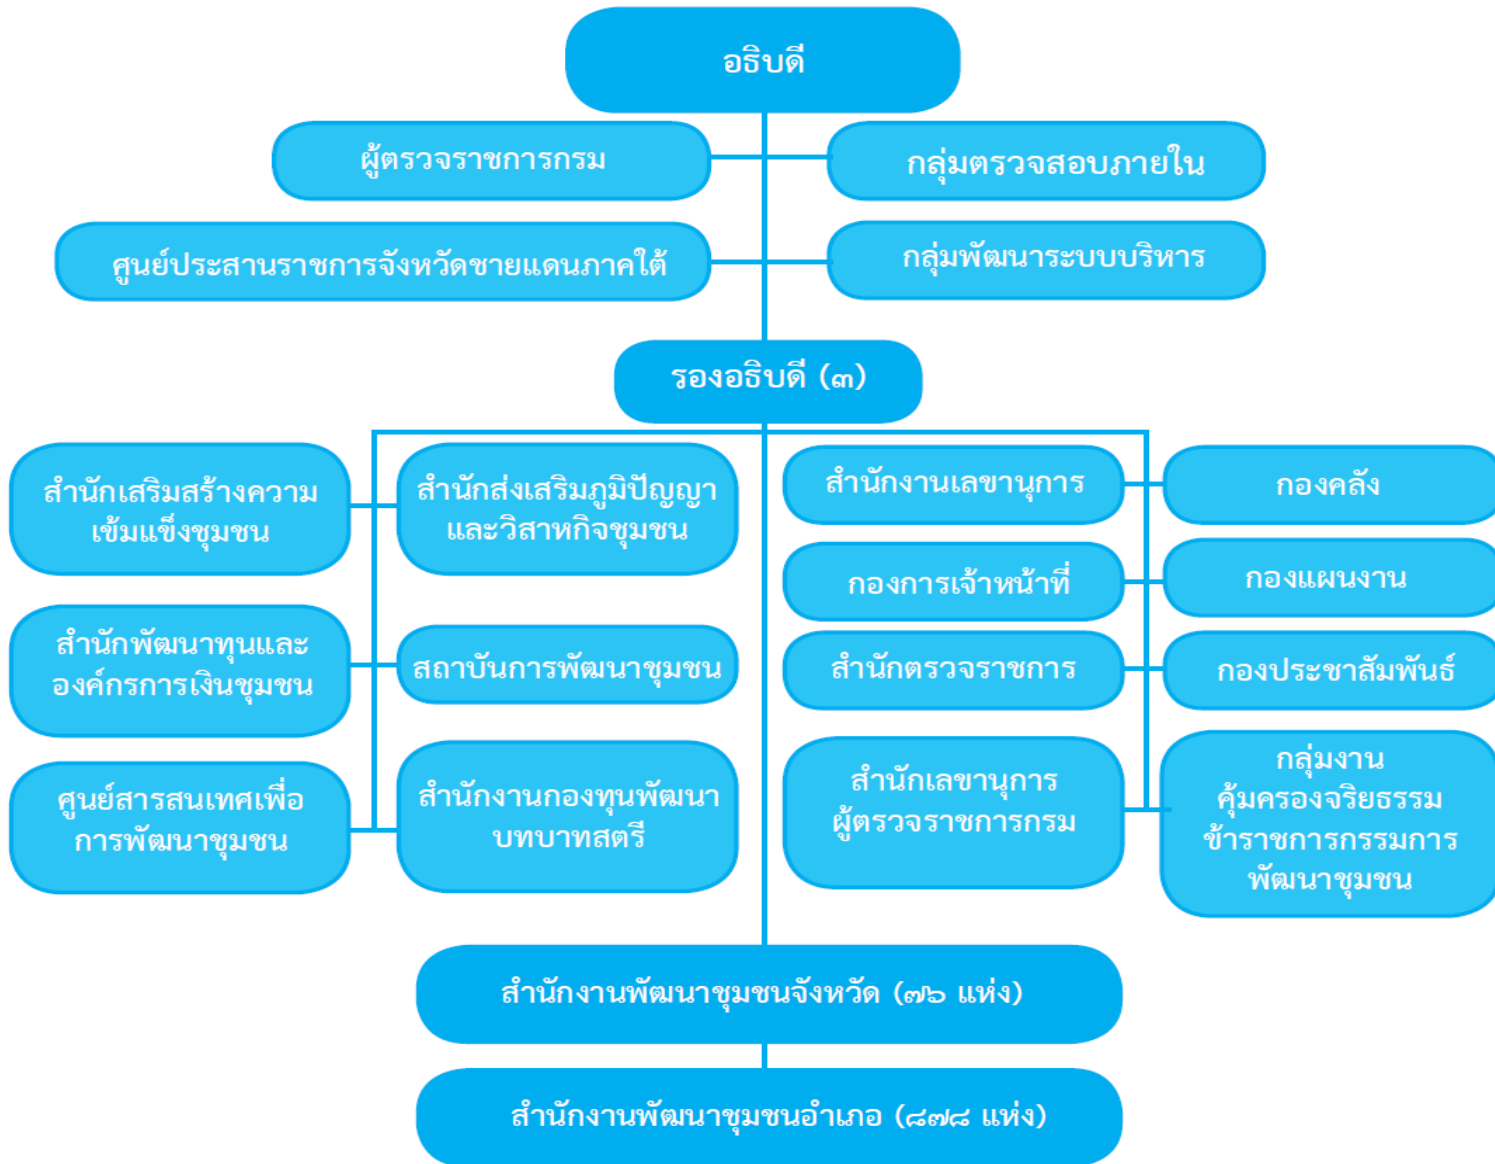 อธิบดี
ผู้ตรวจราชการกรม
กลุ่มตรวจสอบภายใน
ศูนย์ประสานราชการจังหวัดชายแดนภาคใต้
กลุ่มพัฒนาระบบบริหาร
รองอธิบดี (๓)
สำนักเสริมสร้างความ
เข้มแข็งชุมชน
สำนักส่งเสริมภูมิปัญญา
และวิสาหกิจชุมชน
สำนักงานเลขานุการ
กองคลัง
กองการเจ้าหน้าที่
กองแผนงาน
สำนักพัฒนาทุนและ
องค์กรการเงินชุมชน
สถาบันการพัฒนาชุมชน
สำนักตรวจราชการ
กองประชาสัมพันธ์
ศูนย์สารสนเทศเพื่อ
การพัฒนาชุมชน
สำนักงานกองทุนพัฒนา
บทบาทสตรี
สำนักเลขานุการ
ผู้ตรวจราชการกรม
กลุ่มงาน
คุ้มครองจริยธรรม
ข้าราชการกรรมการ
พัฒนาชุมชน
สำนักงานพัฒนาชุมชนจังหวัด (๗๖ แห่ง)
สำนักงานพัฒนาชุมชนอำเภอ (๘๗๘ แห่ง)